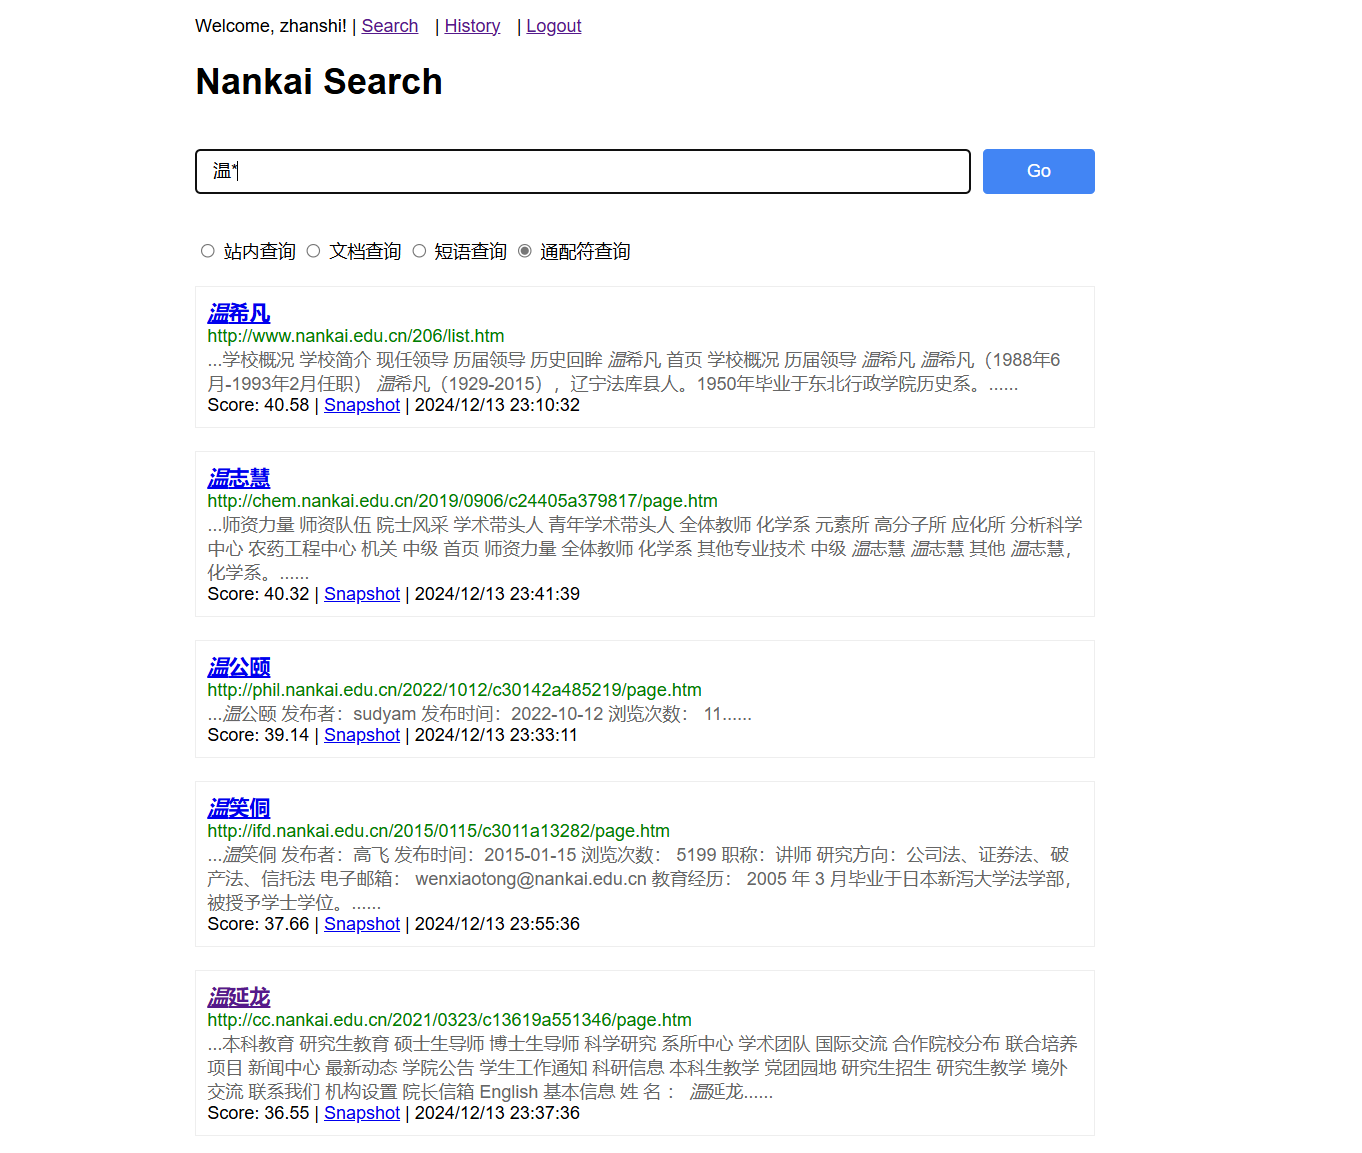 Welcome, zhanshi! | Search | History | Logout
Nankai Search
温*
Go
站内查询 文档查询 短语查询 通配符查询
温希凡
http://www.nankai.edu.cn/206/list.htm
...学校概况 学校简介 现任领导 历届领导 历史回眸 温希凡 首页 学校概况 历届领导 温希凡 温希凡（1988年6
月-1993年2月任职） 温希凡（1929-2015），辽宁法库县人。1950年毕业于东北行政学院历史系。......
Score: 40.58 | Snapshot | 2024/12/13 23:10:32
温志慧
http://chem.nankai.edu.cn/2019/0906/c24405a379817/page.htm
...师资力量 师资队伍 院士风采 学术带头人 青年学术带头人 全体教师 化学系 元素所 高分子所 应化所 分析科学
中心 农药工程中心 机关 中级 首页 师资力量 全体教师 化学系 其他专业技术 中级 温志慧 温志慧 其他 温志慧，
化学系。......
Score: 40.32 | Snapshot | 2024/12/13 23:41:39
温公颐
http://phil.nankai.edu.cn/2022/1012/c30142a485219/page.htm
...温公颐 发布者：sudyam 发布时间：2022-10-12 浏览次数： 11......
Score: 39.14 | Snapshot | 2024/12/13 23:33:11
温笑侗
http://ifd.nankai.edu.cn/2015/0115/c3011a13282/page.htm
...温笑侗 发布者：高飞 发布时间：2015-01-15 浏览次数： 5199 职称：讲师 研究方向：公司法、证券法、破
产法、信托法 电子邮箱： wenxiaotong@nankai.edu.cn 教育经历： 2005 年 3 月毕业于日本新泻大学法学部，
被授予学士学位。......
Score: 37.66 | Snapshot | 2024/12/13 23:55:36
温延龙
http://cc.nankai.edu.cn/2021/0323/c13619a551346/page.htm
...本科教育 研究生教育 硕士生导师 博士生导师 科学研究 系所中心 学术团队 国际交流 合作院校分布 联合培养
项目 新闻中心 最新动态 学院公告 学生工作通知 科研信息 本科生教学 党团园地 研究生招生 研究生教学 境外
交流 联系我们 机构设置 院长信箱 English 基本信息 姓 名 ： 温延龙......
Score: 36.55 | Snapshot | 2024/12/13 23:37:36